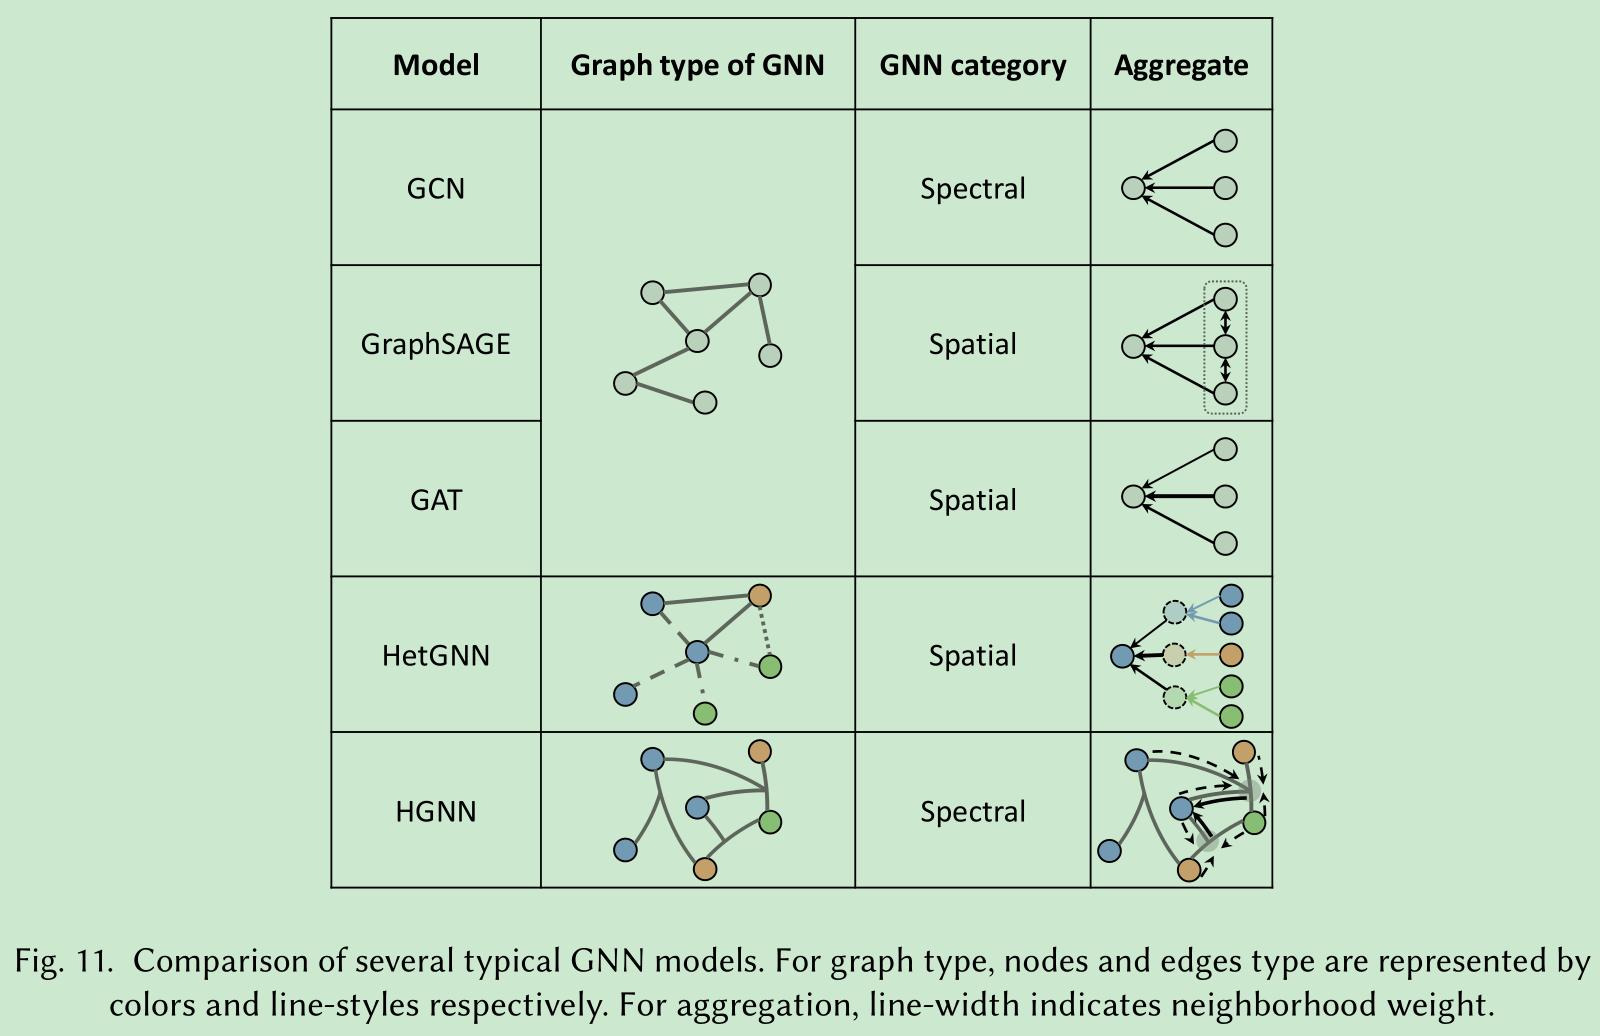 Model Graph type of GNN GNN category Aggregate
GCN Spectral
GraphSAGE Spatial
GAT Spatial
HetGNN Spatial
HGNN Spectral
Fig. 11. Comparison of several typical GNN models. For graph type, nodes and edges type are represented by
colors and line-styles respectively. For aggregation, line-width indicates neighborhood weight.